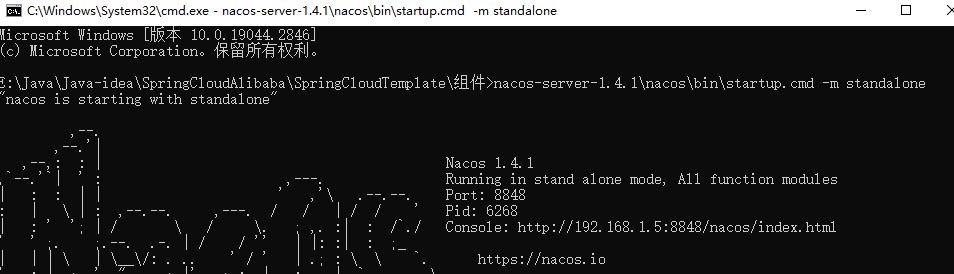 C:\Windows\System32\cmd.exe - nacos-server-1.4.1\nacos\bin\startup.cmd -m standalone
Microsoft Windows [版本 10.0.19044.2846]
(c) Microsoft Corporation。保留所有权利。
E:\Java\Java-idea\SpringCloudAlibaba\SpringCloudTemplate\组件>nacos-server-1.4.1\nacos\bin\startup.cmd -m standalone
"nacos is starting with standalone"
Nacos 1.4.1
Running in stand alone mode, All function modules
Port: 8848
Pid: 6268
Console: http://192.168.1.5:8848/nacos/index.html
https://nacos.io